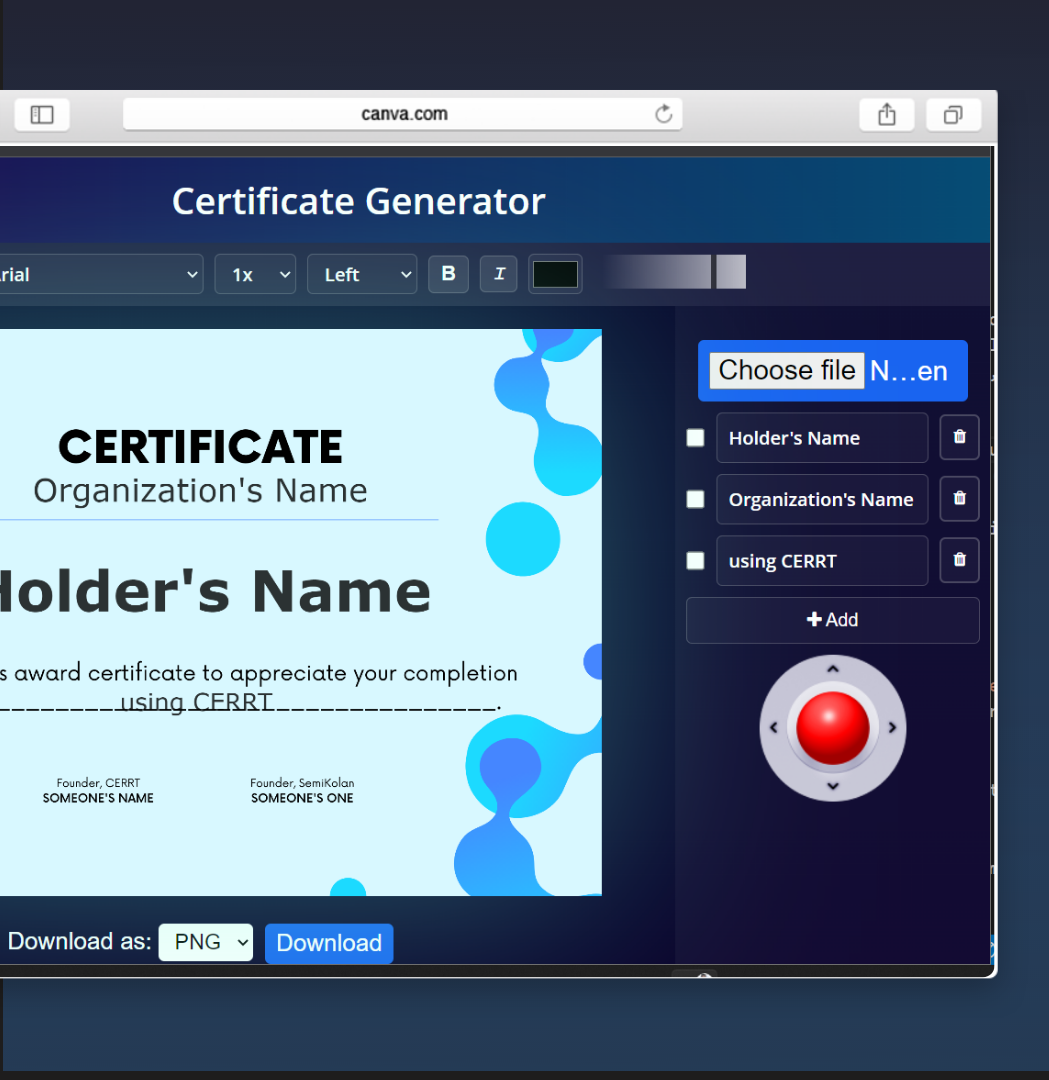 canva.com
Certificate Generator
rial
1x
Left
B
I
Choose file N...en
CERTIFICATE
Organization's Name
Holder's Name
s award certificate to appreciate your completion
using CERRT
Founder, CERRT
SOMEONE'S NAME
Founder, SemiKolan
SOMEONE'S ONE
Holder's Name
Organization's Name
using CERRT
+ Add
Download as: PNG Download